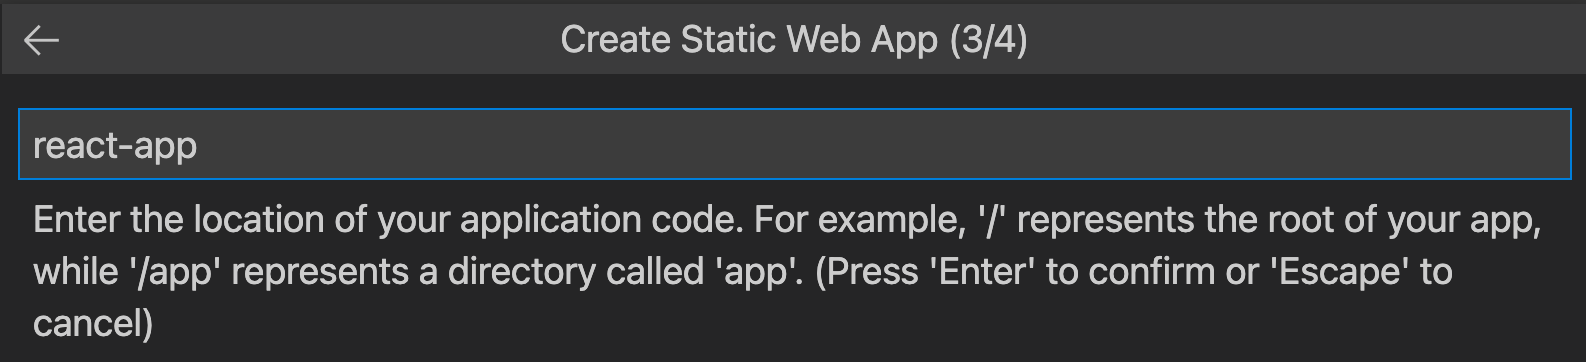 Create Static Web App (3/4)
react-app
Enter the location of your application code. For example, '/' represents the root of your app,
while '/app' represents a directory called 'app'. (Press 'Enter' to confirm or 'Escape' to
cancel)